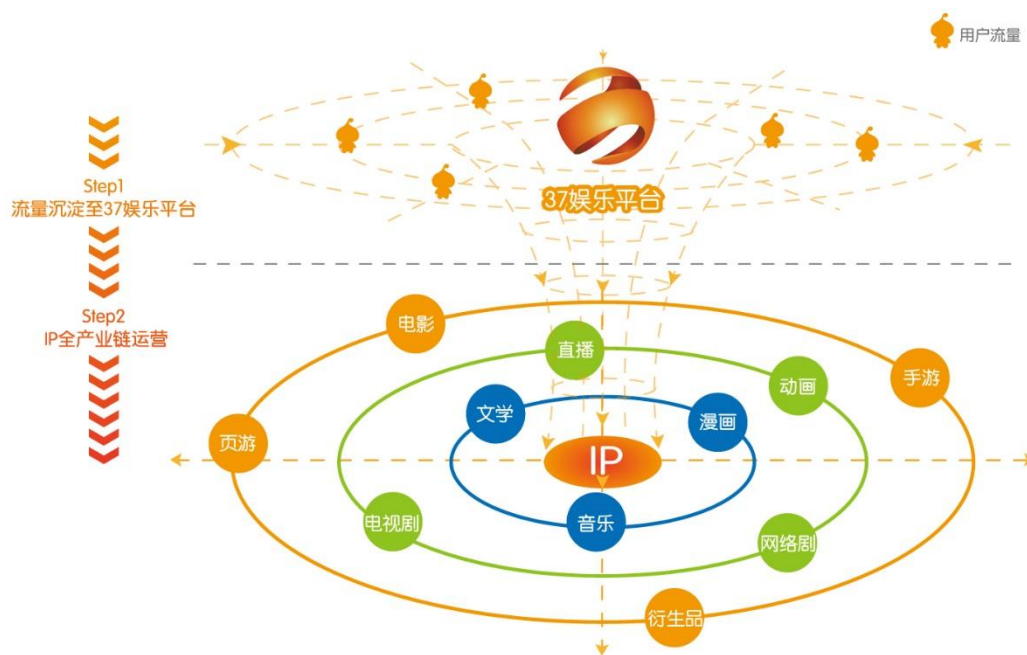 用户流量
37娱乐平台
Step1
流量沉淀至37娱乐平台
Step2
IP全产业链运营
电影
直播
动画
手游
文学
漫画
页游
IP
电视剧
音乐
网络剧
衍生品